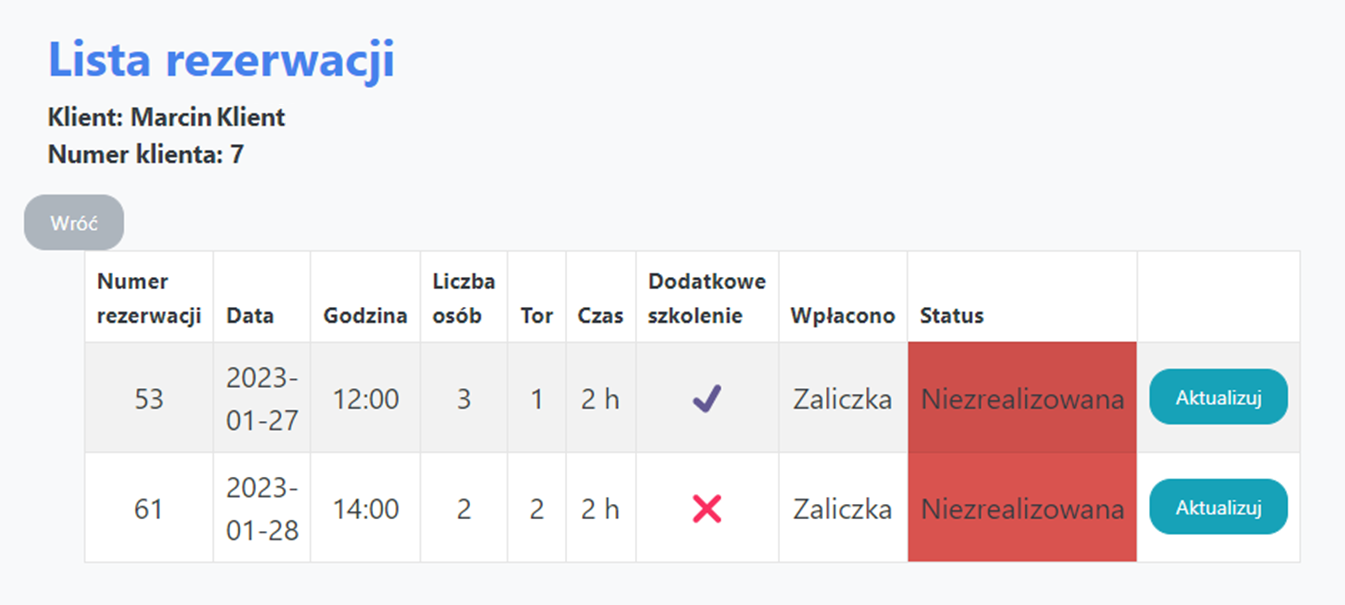 Lista rezerwacji
Klient: Marcin Klient
Numer klienta: 7
Wróć
Numer rezerwacji Data Godzina Liczba osób Tor Czas Dodatkowe szkolenie Wpłacono Status
53 2023-01-27 12:00 3 1 2 h ✔ Zaliczka Niezrealizowana Aktualizuj
61 2023-01-28 14:00 2 2 2 h ❌ Zaliczka Niezrealizowana Aktualizuj